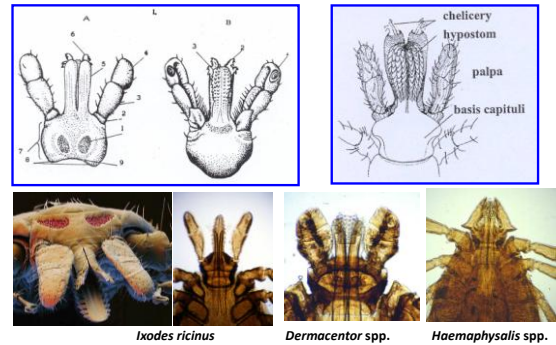 A
L
B
6
5
4
3
2
1
7
8
9
3
2
chelicery
hypostom
palpa
basis capituli
Ixodes ricinus
Dermacentor spp.
Haemaphysalis spp.